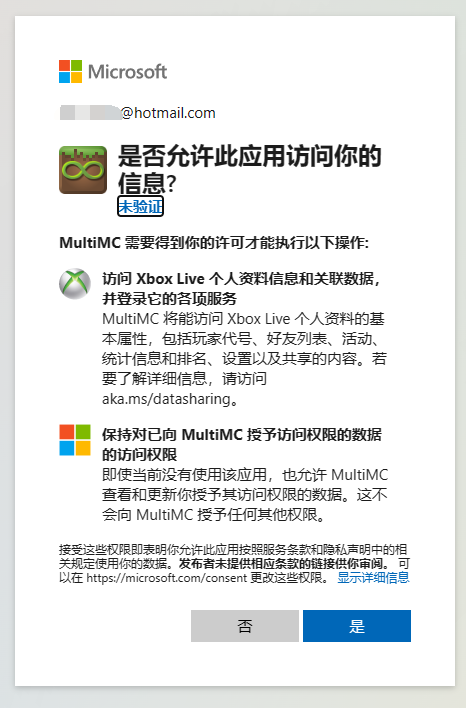 Microsoft
@hotmail.com
是否允许此应用访问你的
信息?
未验证
MultiMC 需要得到你的许可才能执行以下操作:
访问 Xbox Live 个人资料信息和关联数据，
并登录它的各项服务
MultiMC 将能访问 Xbox Live 个人资料的基
本属性，包括玩家代号、好友列表、活动、
统计信息和排名、设置以及共享的内容。若
要了解详细信息，请访问
aka.ms/datasharing。
保持对已向 MultiMC 授予访问权限的数据
的访问权限
即使当前没有使用该应用，也允许 MultiMC
查看和更新你授予其访问权限的数据。这不
会向 MultiMC 授予任何其他权限。
接受这些权限即表明你允许此应用按照服务条款和隐私声明中的相
关规定使用你的数据。发布者未提供相应条款的链接供你审阅。 可
以在 https://microsoft.com/consent 更改这些权限。 显示详细信息
否
是